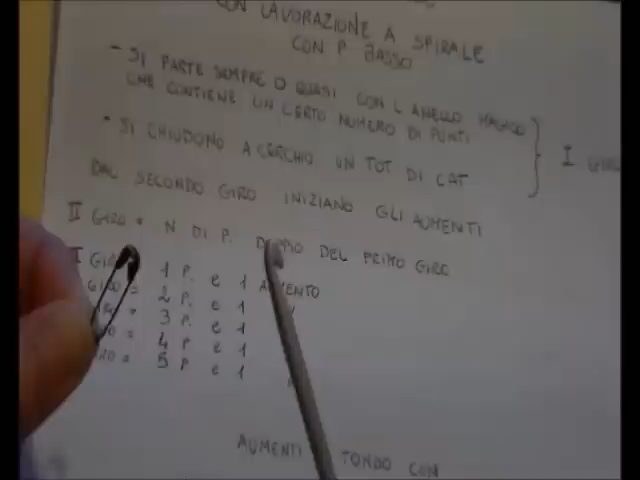 CON LAVORAZIONE A SPIRALE
CON P BASSO
- SI PARTE SEMPRE O QUASI CON L ANELLO MAGICO
CHE CONTIENE UN CERTO NUMERO DI PUNTI
- SI CHIUDONO A CERCHIO UN TOT DI CAT
I GIRO
DAL SECONDO GIRO INIZIANO GLI AUMENTI
II GIRO = N DI P. DOPPIO DEL PRIMO GIRO
1 P. e 1 AUMENTO
GIRO = 2 P. e 1
3 P. e 1
4 P e 1
5 P e 1
AUMENTI TONDO CON